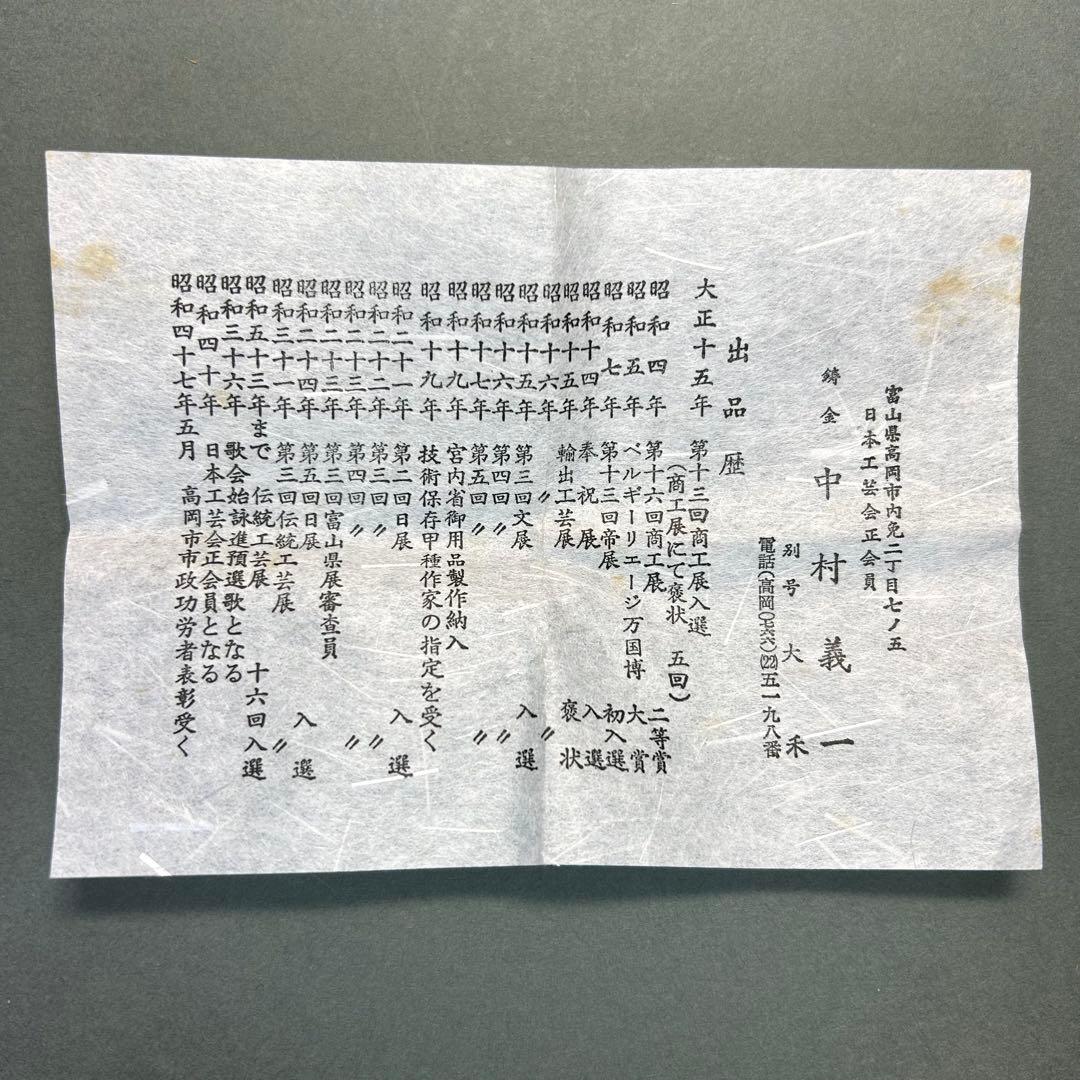 富山県高岡市内免二丁目七ノ五
日本工芸会正会員
鋳金 中村義一
別号 大禾
電話(高岡〇七六六)(22)五一九八番
出品歴
大正十五年 第十三回商工展入選
(商工展にて褒状 五回)
昭和四年 第十六回商工展 二等賞
昭和五年 ベルギーリエージ万国博 大賞
昭和七年 第十三回帝展 初入選
昭和十四年 奉祝展 入選
昭和十五年 輸出工芸展 褒状
昭和十六年 〃 〃
昭和十五年 第三回文展 入選
昭和十六年 第四回〃 〃
昭和十七年 第五回〃 〃
昭和十九年 宮内省御用品製作納入
昭和十九年 技術保存甲種作家の指定を受く
昭和二十一年 第二回日展 入選
昭和二十二年 第三回〃 〃
昭和二十三年 第四回〃 〃
昭和二十三年 第三回富山県展審査員
昭和二十四年 第五回日展 入選
昭和三十一年 第三回伝統工芸展 〃
昭和五十三年まで 伝統工芸展 十六回入選
昭和三十六年 歌会始詠進預選歌となる
昭和四十年 日本工芸会正会員となる
昭和四十七年五月 高岡市市政功労者表彰受く